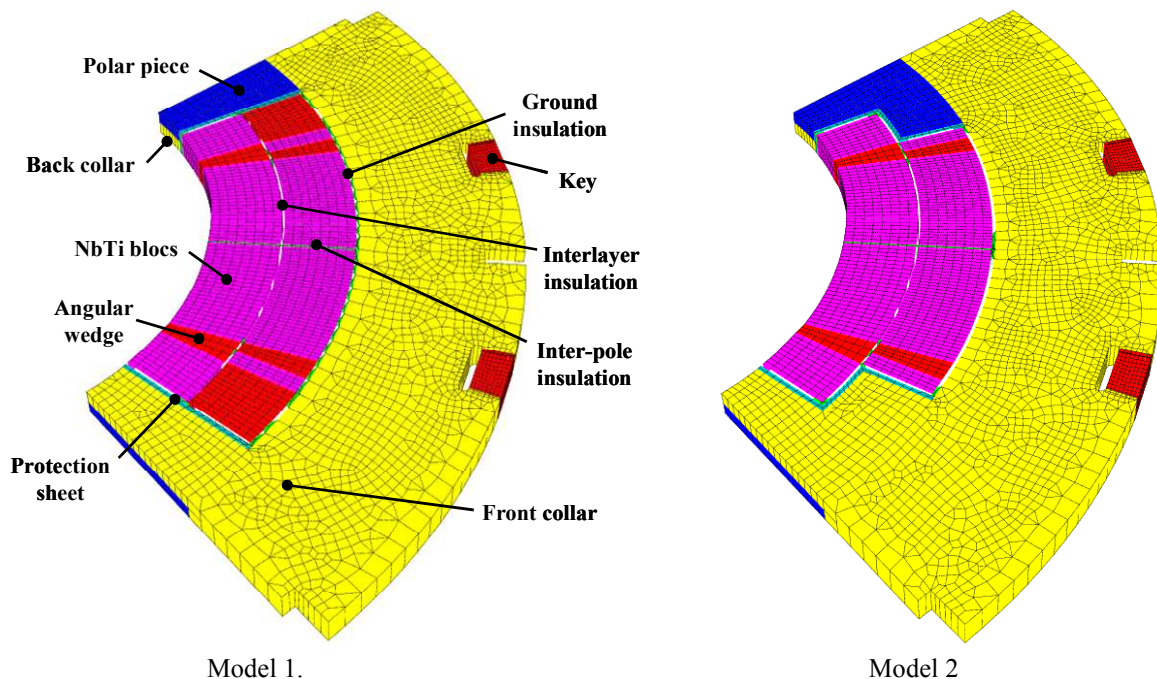 Polar piece
Ground
insulation
Back collar
Key
NbTi blocs
Interlayer
insulation
Angular
wedge
Inter-pole
insulation
Protection
sheet
Front collar
Model 1.
Model 2